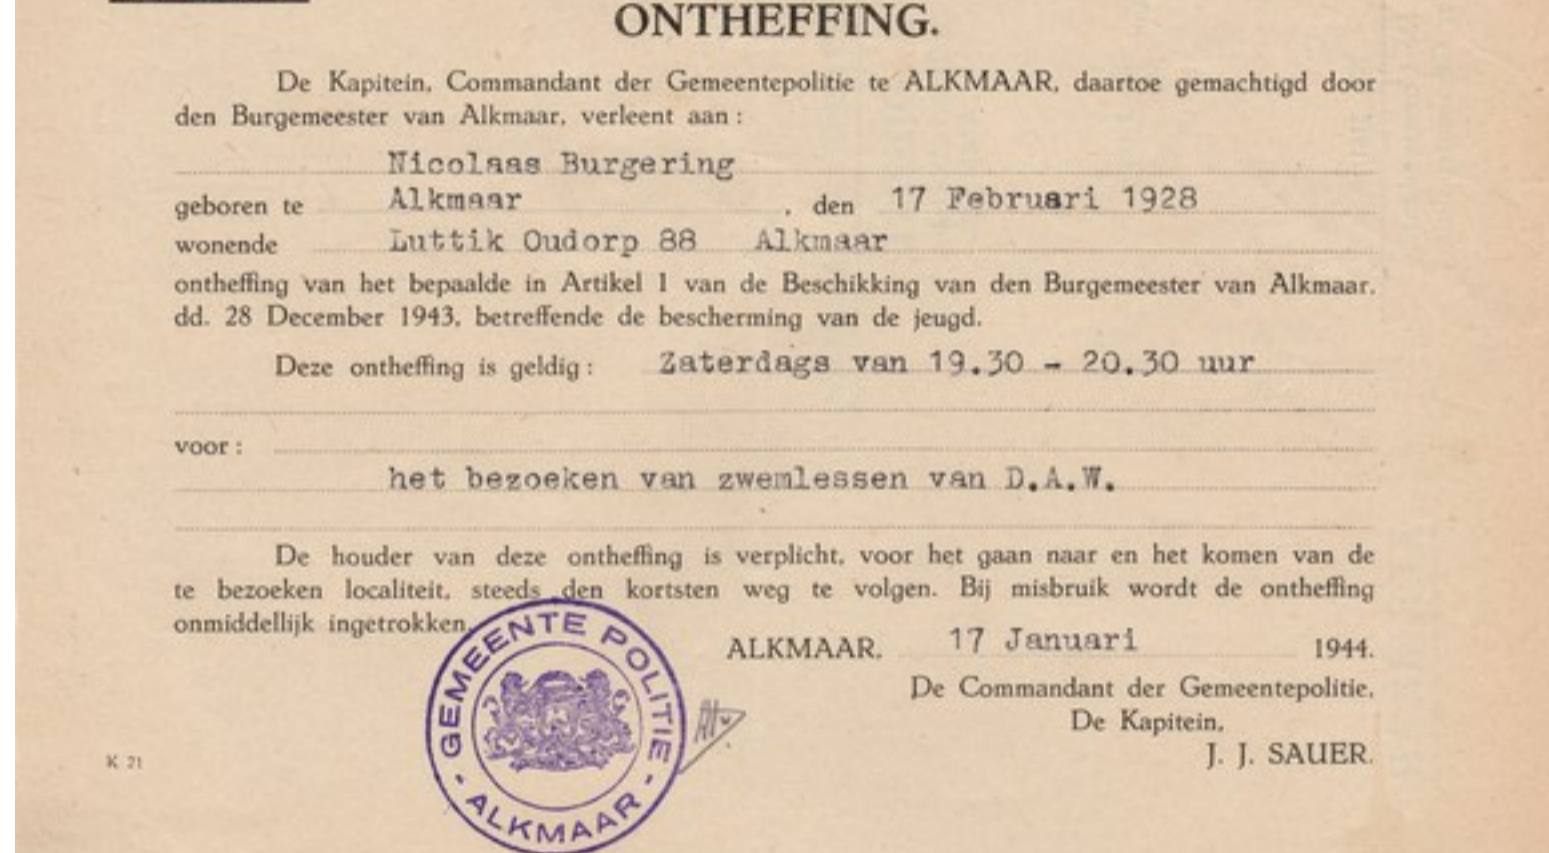 ONTHEFFING.
De Kapitein, Commandant der Gemeentepolitie te ALKMAAR, daartoe gemachtigd door
den Burgemeester van Alkmaar, verleent aan :
Nicolaas Burgering
geboren te Alkmaar , den 17 Februari 1928
wonende Luttik Oudorp 88 Alkmaar
ontheffing van het bepaalde in Artikel 1 van de Beschikking van den Burgemeester van Alkmaar,
dd. 28 December 1943, betreffende de bescherming van de jeugd.
Deze ontheffing is geldig : Zaterdags van 19.30 - 20.30 uur
voor :
het bezoeken van zwemlessen van D.A.W.
De houder van deze ontheffing is verplicht, voor het gaan naar en het komen van de
te bezoeken localiteit, steeds den kortsten weg te volgen. Bij misbruik wordt de ontheffing
onmiddellijk ingetrokken.
ALKMAAR, 17 Januari 1944.
De Commandant der Gemeentepolitie,
De Kapitein,
J. J. SAUER.
GEMEENTE POLITIE
- ALKMAAR -
K 21